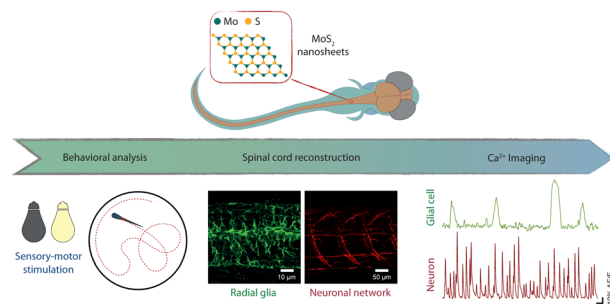 Mo S
MoS2
nanosheets
Behavioral analysis
Spinal cord reconstruction
Ca2+ Imaging
Sensory-motor
stimulation
10 µm
50 µm
Radial glia
Neuronal network
Glial cell
Neuron